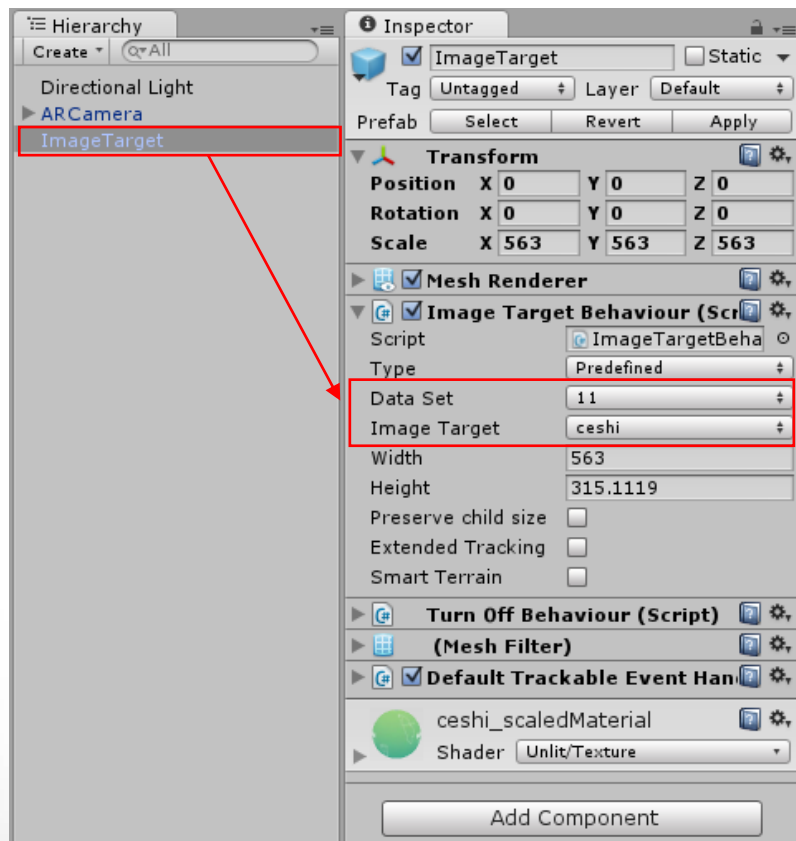 Hierarchy
Create All
Directional Light
ARCamera
ImageTarget
Inspector
ImageTarget Static
Tag Untagged Layer Default
Prefab Select Revert Apply
Transform
Position X 0 Y 0 Z 0
Rotation X 0 Y 0 Z 0
Scale X 563 Y 563 Z 563
Mesh Renderer
Image Target Behaviour (Scr
Script ImageTargetBeha
Type Predefined
Data Set 11
Image Target ceshi
Width 563
Height 315.1119
Preserve child size
Extended Tracking
Smart Terrain
Turn Off Behaviour (Script)
(Mesh Filter)
Default Trackable Event Han
ceshi_scaledMaterial
Shader Unlit/Texture
Add Component